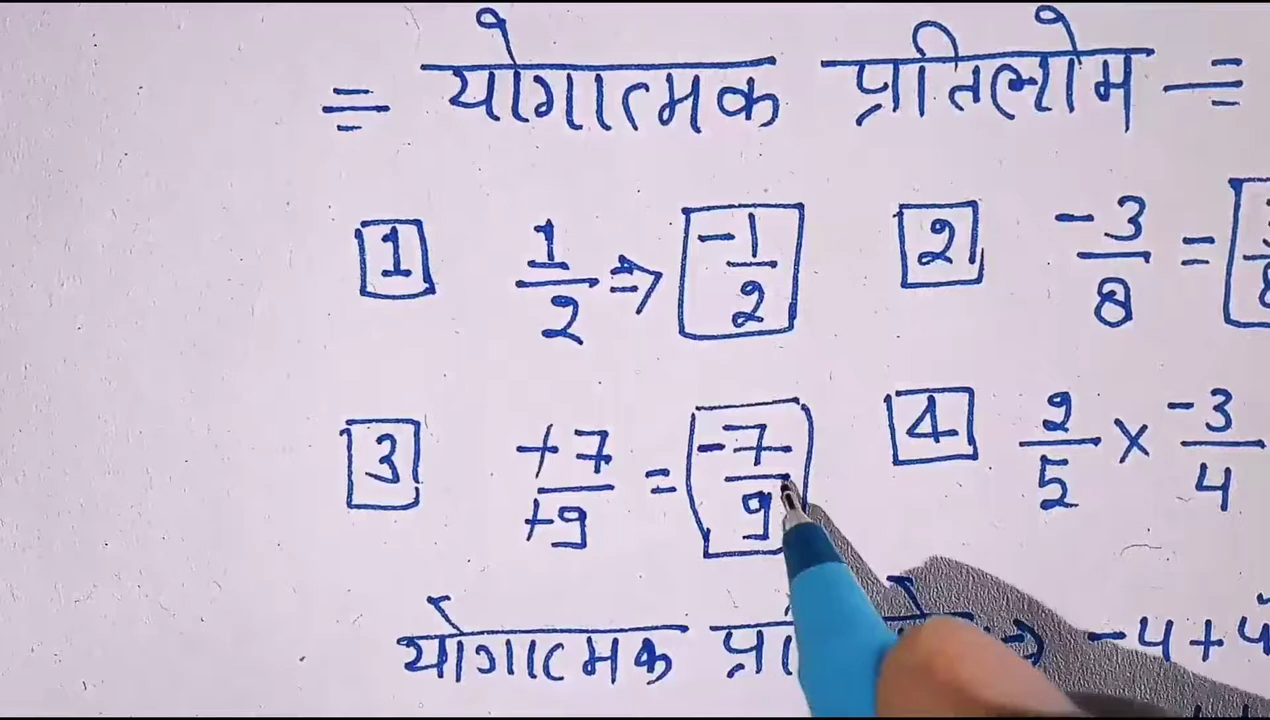 = योगात्मक प्रतिलोम =
1 1/2 => -1/2 2 -3/8 =
3 +7/+9 = -7/9 4 2/5 × -3/4
योगात्मक -4+4